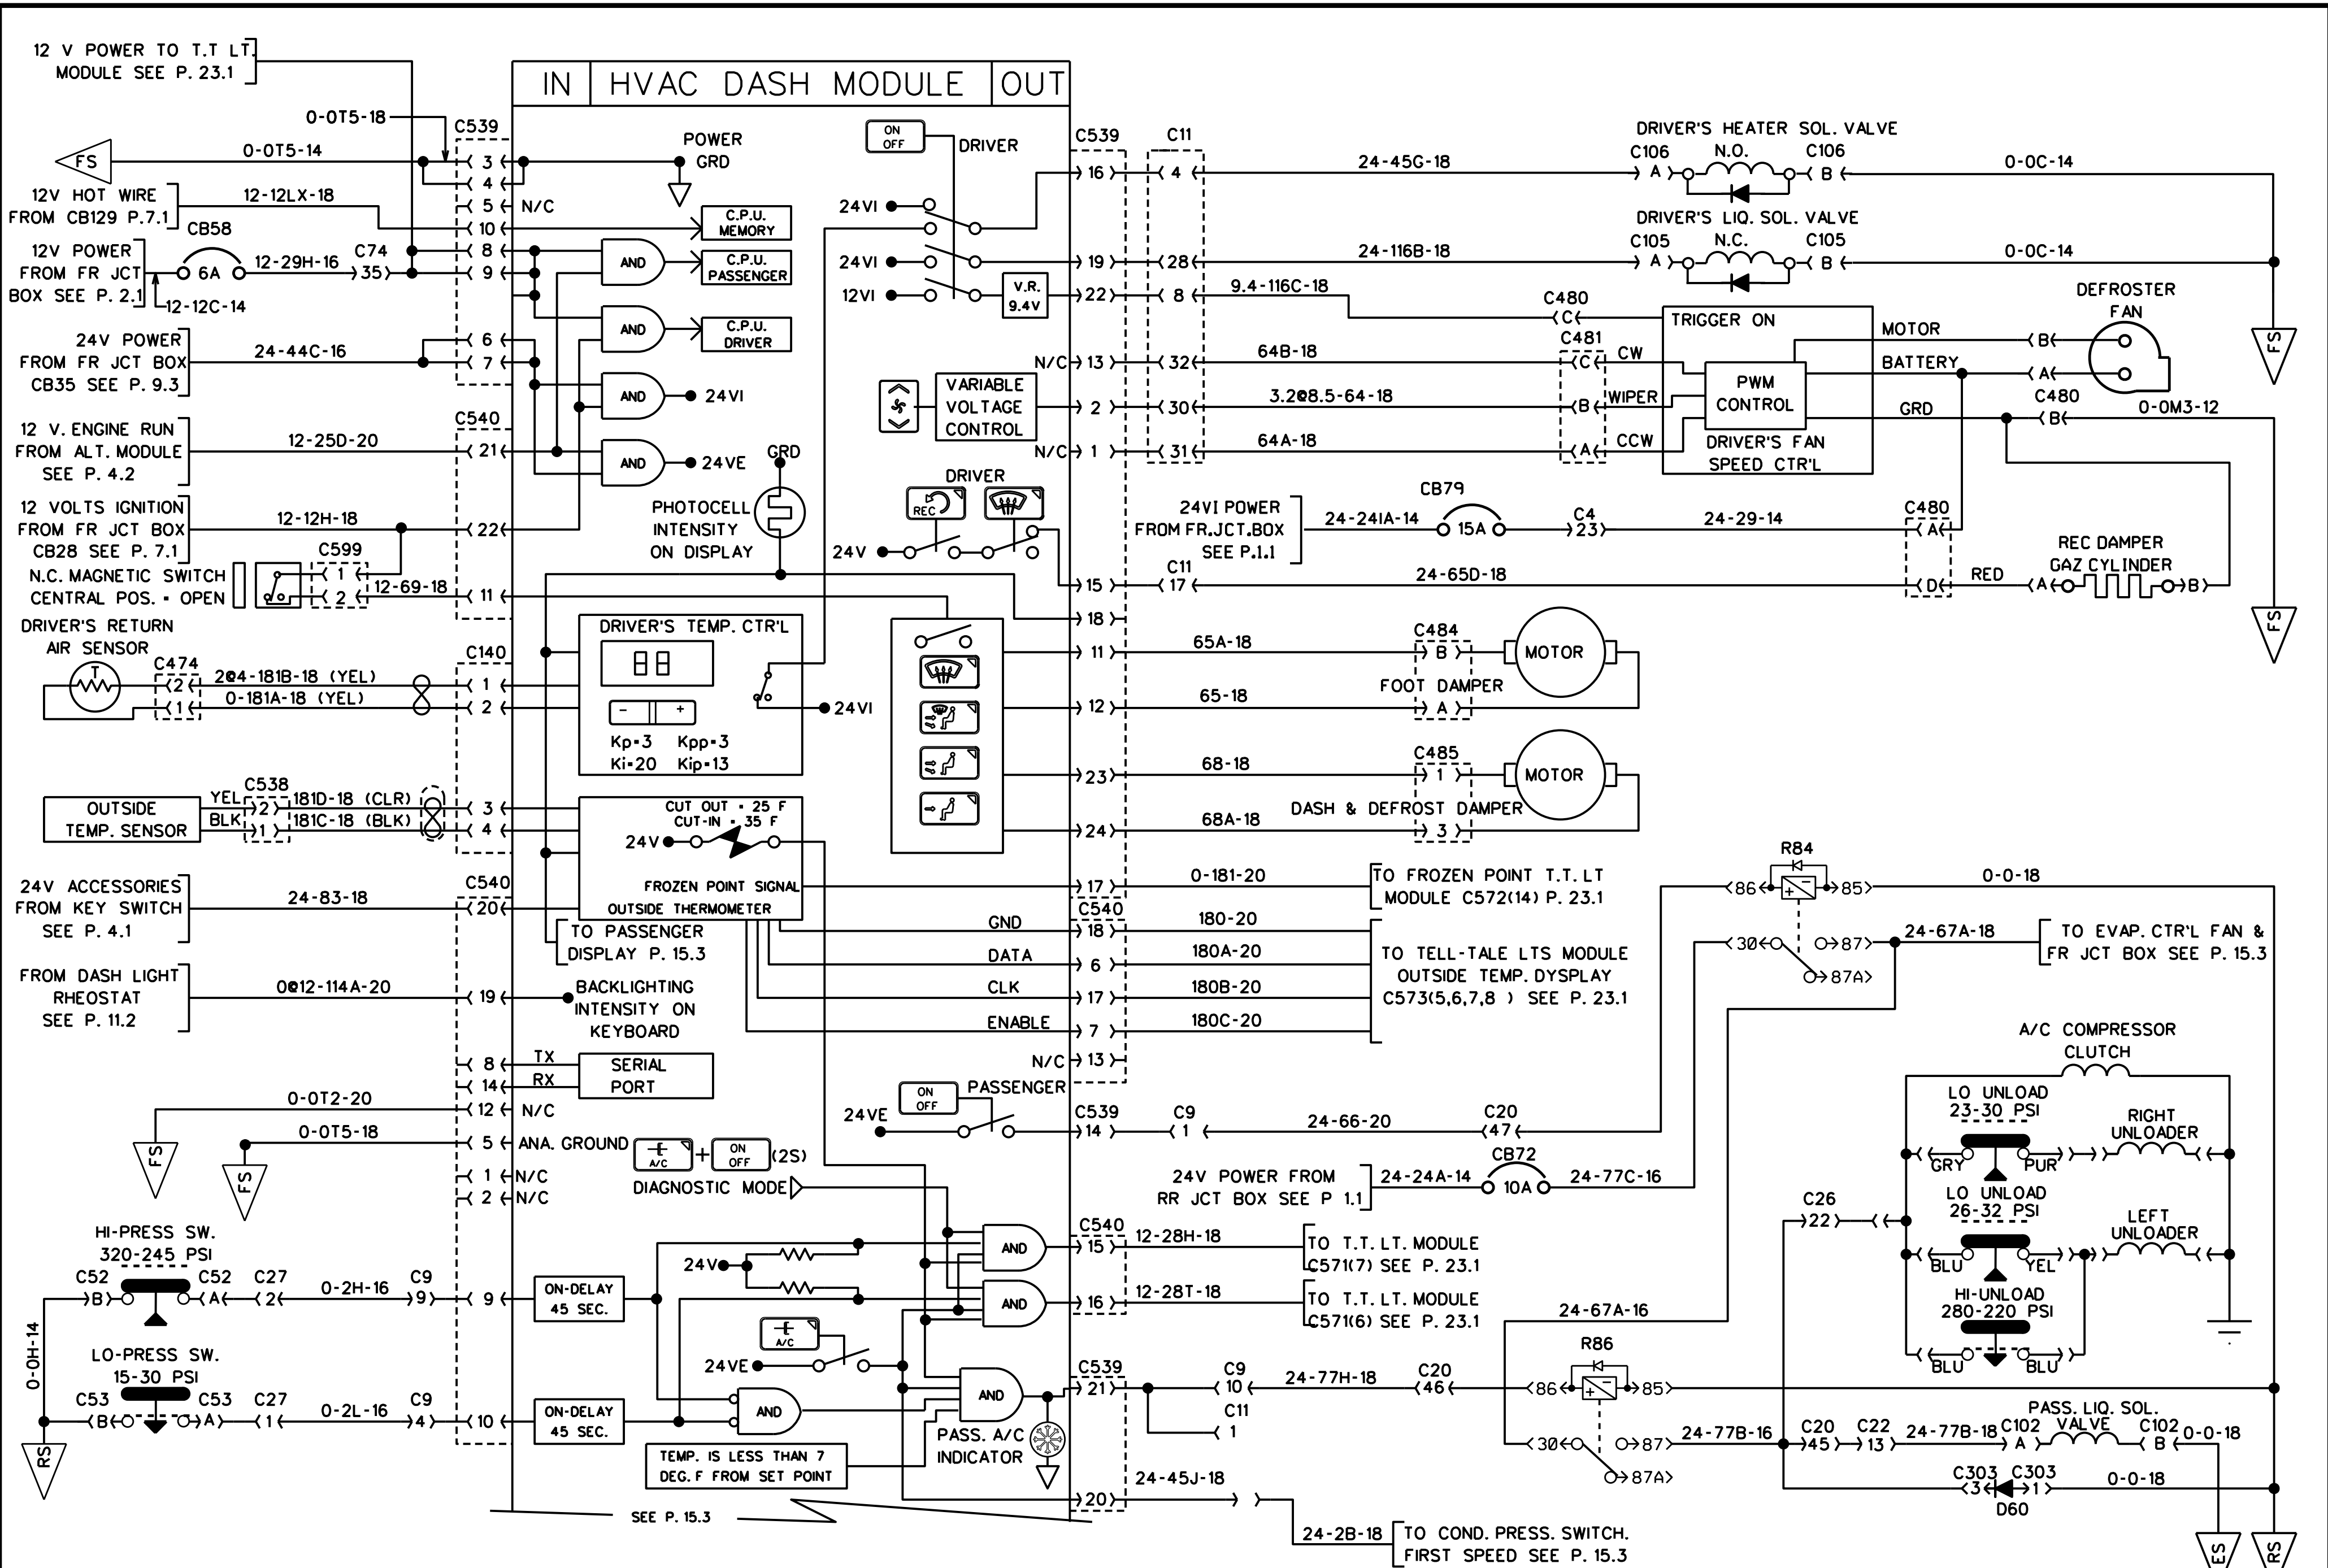 12 V POWER TO T.T LT.
MODULE SEE P. 23.1
IN
HVAC DASH MODULE
OUT
0-0T5-18
C539
FS
0-0T5-14
3
4
POWER
GRD
12V HOT WIRE
FROM CB129 P.7.1
12-12LX-18
5
N/C
10
C.P.U.
MEMORY
CB58
12V POWER
FROM FR JCT
BOX SEE P. 2.1
6A
12-29H-16
C74
35
12-12C-14
8
9
AND
C.P.U.
PASSENGER
AND
C.P.U.
DRIVER
24V POWER
FROM FR JCT BOX
CB35 SEE P. 9.3
24-44C-16
6
7
AND
24VI
C540
12 V. ENGINE RUN
FROM ALT. MODULE
SEE P. 4.2
12-25D-20
21
AND
24VE
GRD
12 VOLTS IGNITION
FROM FR JCT BOX
CB28 SEE P. 7.1
12-12H-18
22
PHOTOCELL
INTENSITY
ON DISPLAY
C599
N.C. MAGNETIC SWITCH
CENTRAL POS. = OPEN
1
2
12-69-18
11
DRIVER'S RETURN
AIR SENSOR
T
C474
2
1
2@4-181B-18 (YEL)
0-181A-18 (YEL)
C140
1
2
DRIVER'S TEMP. CTR'L
88
-
+
Kp=3 Kpp=3
Ki=20 Kip=13
24VI
OUTSIDE
TEMP. SENSOR
YEL
BLK
C538
2
1
181D-18 (CLR)
181C-18 (BLK)
3
4
CUT OUT = 25 F
CUT-IN = 35 F
24V
FROZEN POINT SIGNAL
OUTSIDE THERMOMETER
24V ACCESSORIES
FROM KEY SWITCH
SEE P. 4.1
24-83-18
C540
20
TO PASSENGER
DISPLAY P. 15.3
FROM DASH LIGHT
RHEOSTAT
SEE P. 11.2
0@12-114A-20
19
BACKLIGHTING
INTENSITY ON
KEYBOARD
8
TX
14
RX
SERIAL
PORT
0-0T2-20
12
N/C
FS
0-0T5-18
5
ANA. GROUND
FS
A/C
+
ON
OFF
(2S)
1
N/C
2
N/C
DIAGNOSTIC MODE
HI-PRESS SW.
320-245 PSI
C52
B
C52
A
C27
2
0-2H-16
C9
9
9
ON-DELAY
45 SEC.
24V
AND
AND
0-0H-14
LO-PRESS SW.
15-30 PSI
C53
B
C53
A
C27
1
0-2L-16
C9
4
10
ON-DELAY
45 SEC.
RS
A/C
24VE
AND
AND
TEMP. IS LESS THAN 7
DEG. F FROM SET POINT
PASS. A/C
INDICATOR
SEE P. 15.3
ON
OFF
DRIVER
24VI
24VI
12VI
V.R.
9.4V
VARIABLE
VOLTAGE
CONTROL
DRIVER
REC
24V
C539
C11
16
4
24-45G-18
DRIVER'S HEATER SOL. VALVE
C106
N.O.
C106
A
B
0-0C-14
DRIVER'S LIQ. SOL. VALVE
19
28
24-116B-18
C105
N.C.
C105
A
B
0-0C-14
22
8
9.4-116C-18
C480
C
TRIGGER ON
DEFROSTER
FAN
FS
MOTOR
B
N/C
13
32
64B-18
C481
C
CW
BATTERY
A
PWM
CONTROL
2
30
3.2@8.5-64-18
B
WIPER
GRD
C480
B
0-0M3-12
N/C
1
31
64A-18
A
CCW
DRIVER'S FAN
SPEED CTR'L
24VI POWER
FROM FR.JCT.BOX
SEE P.1.1
24-24IA-14
CB79
15A
C4
23
24-29-14
C480
A
C11
15
17
24-65D-18
D
RED
REC DAMPER
GAZ CYLINDER
A
B
FS
18
11
65A-18
C484
B
MOTOR
FOOT DAMPER
12
65-18
A
23
68-18
C485
1
MOTOR
DASH & DEFROST DAMPER
24
68A-18
3
17
0-181-20
TO FROZEN POINT T.T. LT
MODULE C572(14) P. 23.1
C540
GND
18
180-20
DATA
6
180A-20
CLK
17
180B-20
ENABLE
7
180C-20
TO TELL-TALE LTS MODULE
OUTSIDE TEMP. DYSPLAY
C573(5,6,7,8 ) SEE P. 23.1
N/C
13
R84
86
+
-
85
0-0-18
30
87
87A
24-67A-18
TO EVAP. CTR'L FAN &
FR JCT BOX SEE P. 15.3
ON
OFF
PASSENGER
24VE
C539
14
C9
1
24-66-20
C20
47
24V POWER FROM
RR JCT BOX SEE P 1.1
24-24A-14
CB72
10A
24-77C-16
A/C COMPRESSOR
CLUTCH
LO UNLOAD
23-30 PSI
RIGHT
UNLOADER
GRY
PUR
LO UNLOAD
26-32 PSI
LEFT
UNLOADER
C26
22
BLU
YEL
HI-UNLOAD
280-220 PSI
BLU
BLU
C540
15
12-28H-18
TO T.T. LT. MODULE
C571(7) SEE P. 23.1
16
12-28T-18
TO T.T. LT. MODULE
C571(6) SEE P. 23.1
24-67A-16
R86
C539
21
C9
10
24-77H-18
C20
46
86
+
-
85
C11
1
30
87
87A
24-77B-16
C20
45
C22
13
24-77B-18
PASS. LIQ. SOL.
VALVE
C102
A
C102
B
0-0-18
C303
3
C303
1
D60
0-0-18
20
24-45J-18
24-2B-18
TO COND. PRESS. SWITCH.
FIRST SPEED SEE P. 15.3
ES
RS